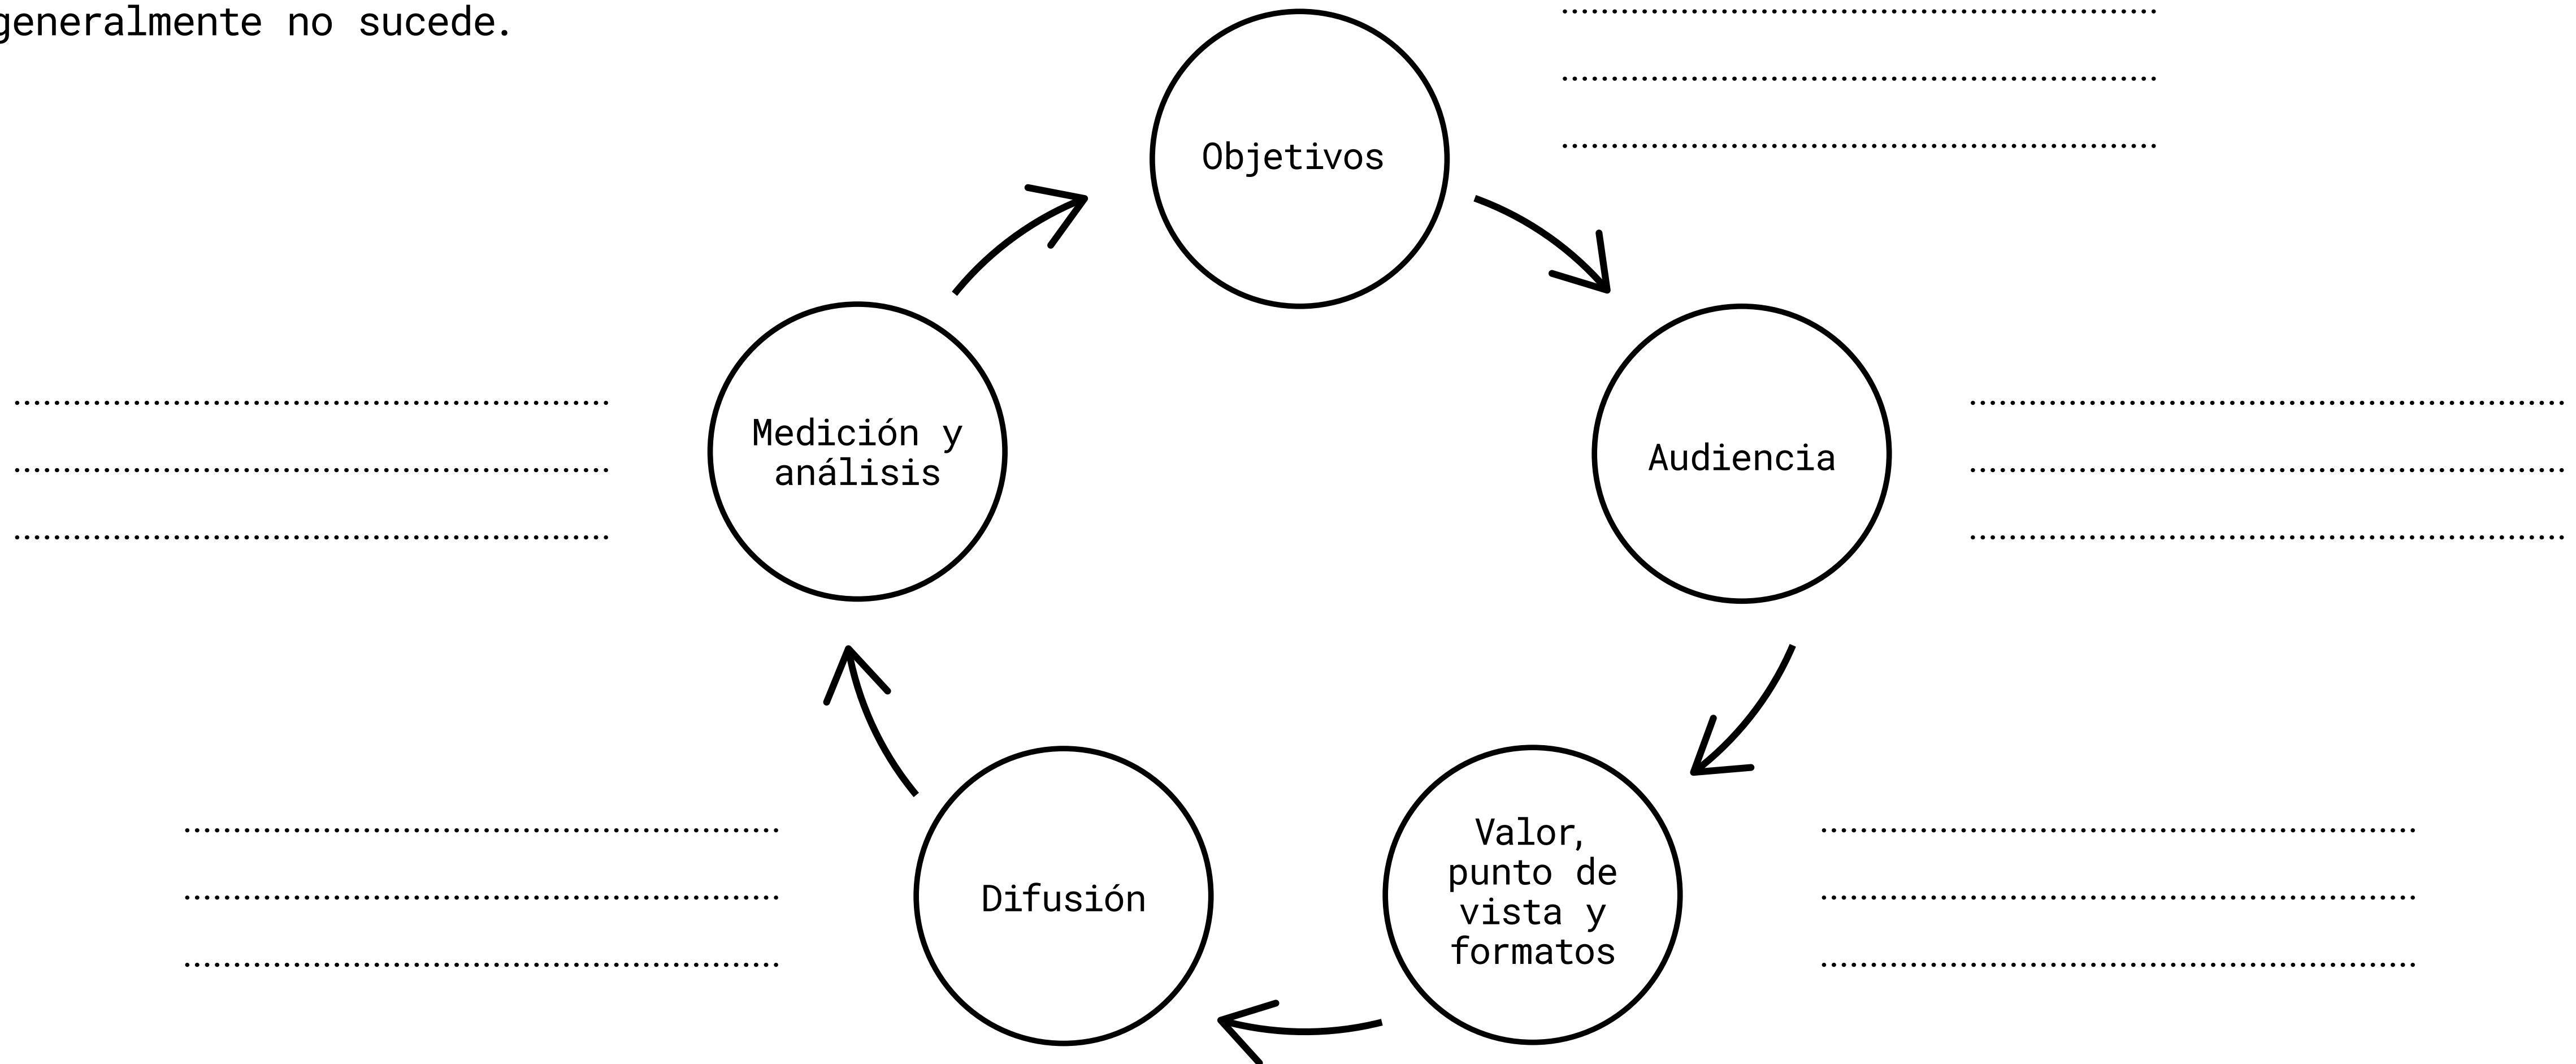 generalmente no sucede.
Objetivos
Medición y
análisis
Audiencia
Valor,
punto de
vista y
formatos
Difusión